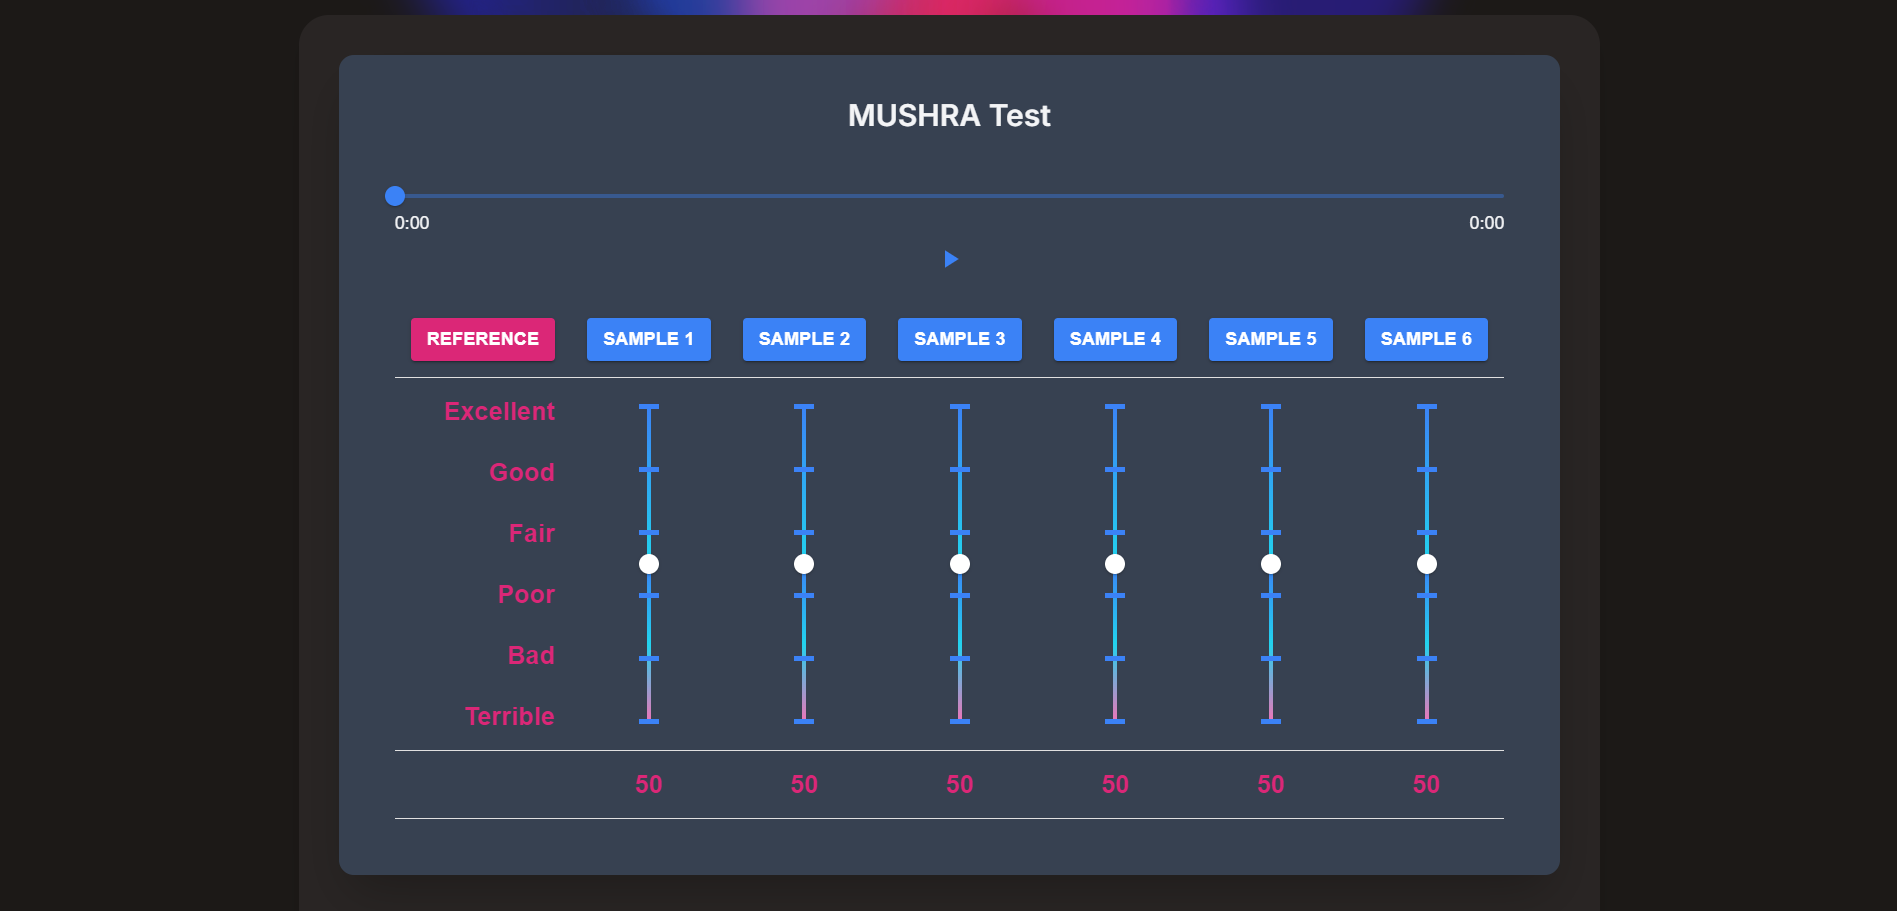 MUSHRA Test
0:00 0:00
REFERENCE SAMPLE 1 SAMPLE 2 SAMPLE 3 SAMPLE 4 SAMPLE 5 SAMPLE 6
Excellent
Good
Fair
Poor
Bad
Terrible
50 50 50 50 50 50